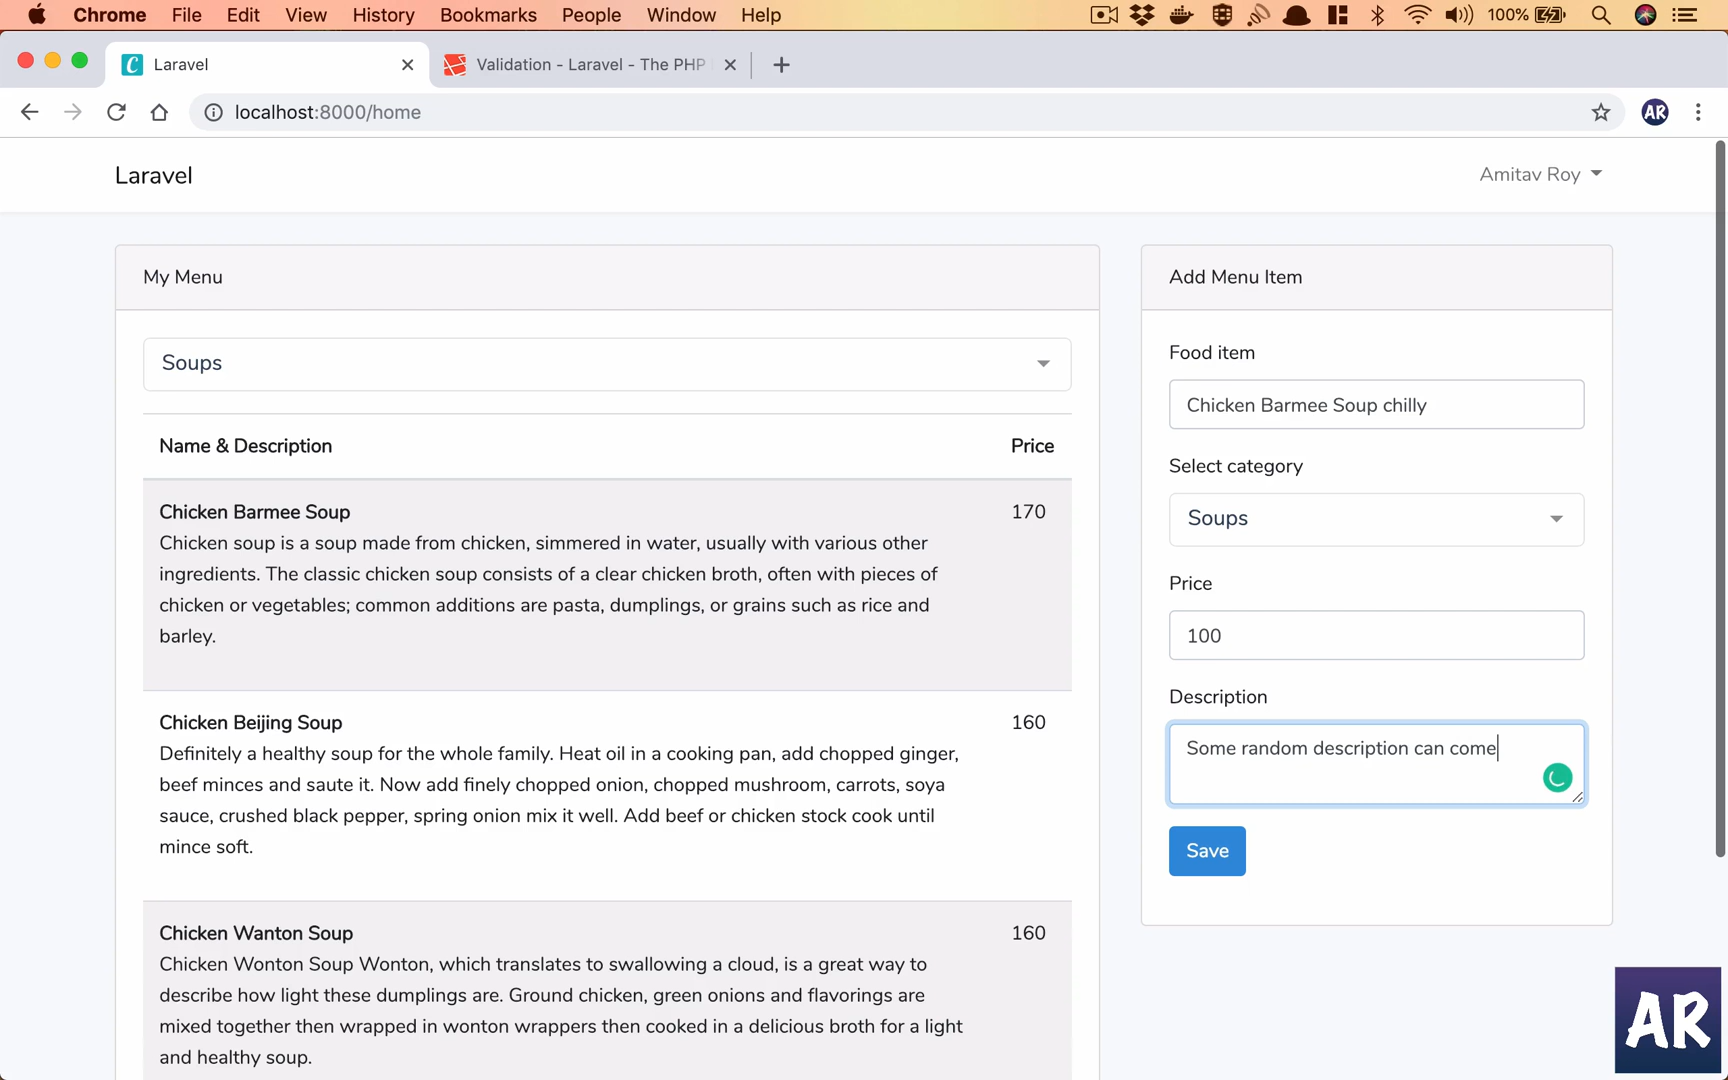 Chrome File Edit View History Bookmarks People Window Help 100%
Laravel
Validation - Laravel - The PHP
localhost:8000/home
AR
Laravel
Amitav Roy
My Menu
Soups
Name & Description Price
Chicken Barmee Soup 170
Chicken soup is a soup made from chicken, simmered in water, usually with various other
ingredients. The classic chicken soup consists of a clear chicken broth, often with pieces of
chicken or vegetables; common additions are pasta, dumplings, or grains such as rice and
barley.
Chicken Beijing Soup 160
Definitely a healthy soup for the whole family. Heat oil in a cooking pan, add chopped ginger,
beef minces and saute it. Now add finely chopped onion, chopped mushroom, carrots, soya
sauce, crushed black pepper, spring onion mix it well. Add beef or chicken stock cook until
mince soft.
Chicken Wanton Soup 160
Chicken Wonton Soup Wonton, which translates to swallowing a cloud, is a great way to
describe how light these dumplings are. Ground chicken, green onions and flavorings are
mixed together then wrapped in wonton wrappers then cooked in a delicious broth for a light
and healthy soup.
Add Menu Item
Food item
Chicken Barmee Soup chilly
Select category
Soups
Price
100
Description
Some random description can come
Save
AR